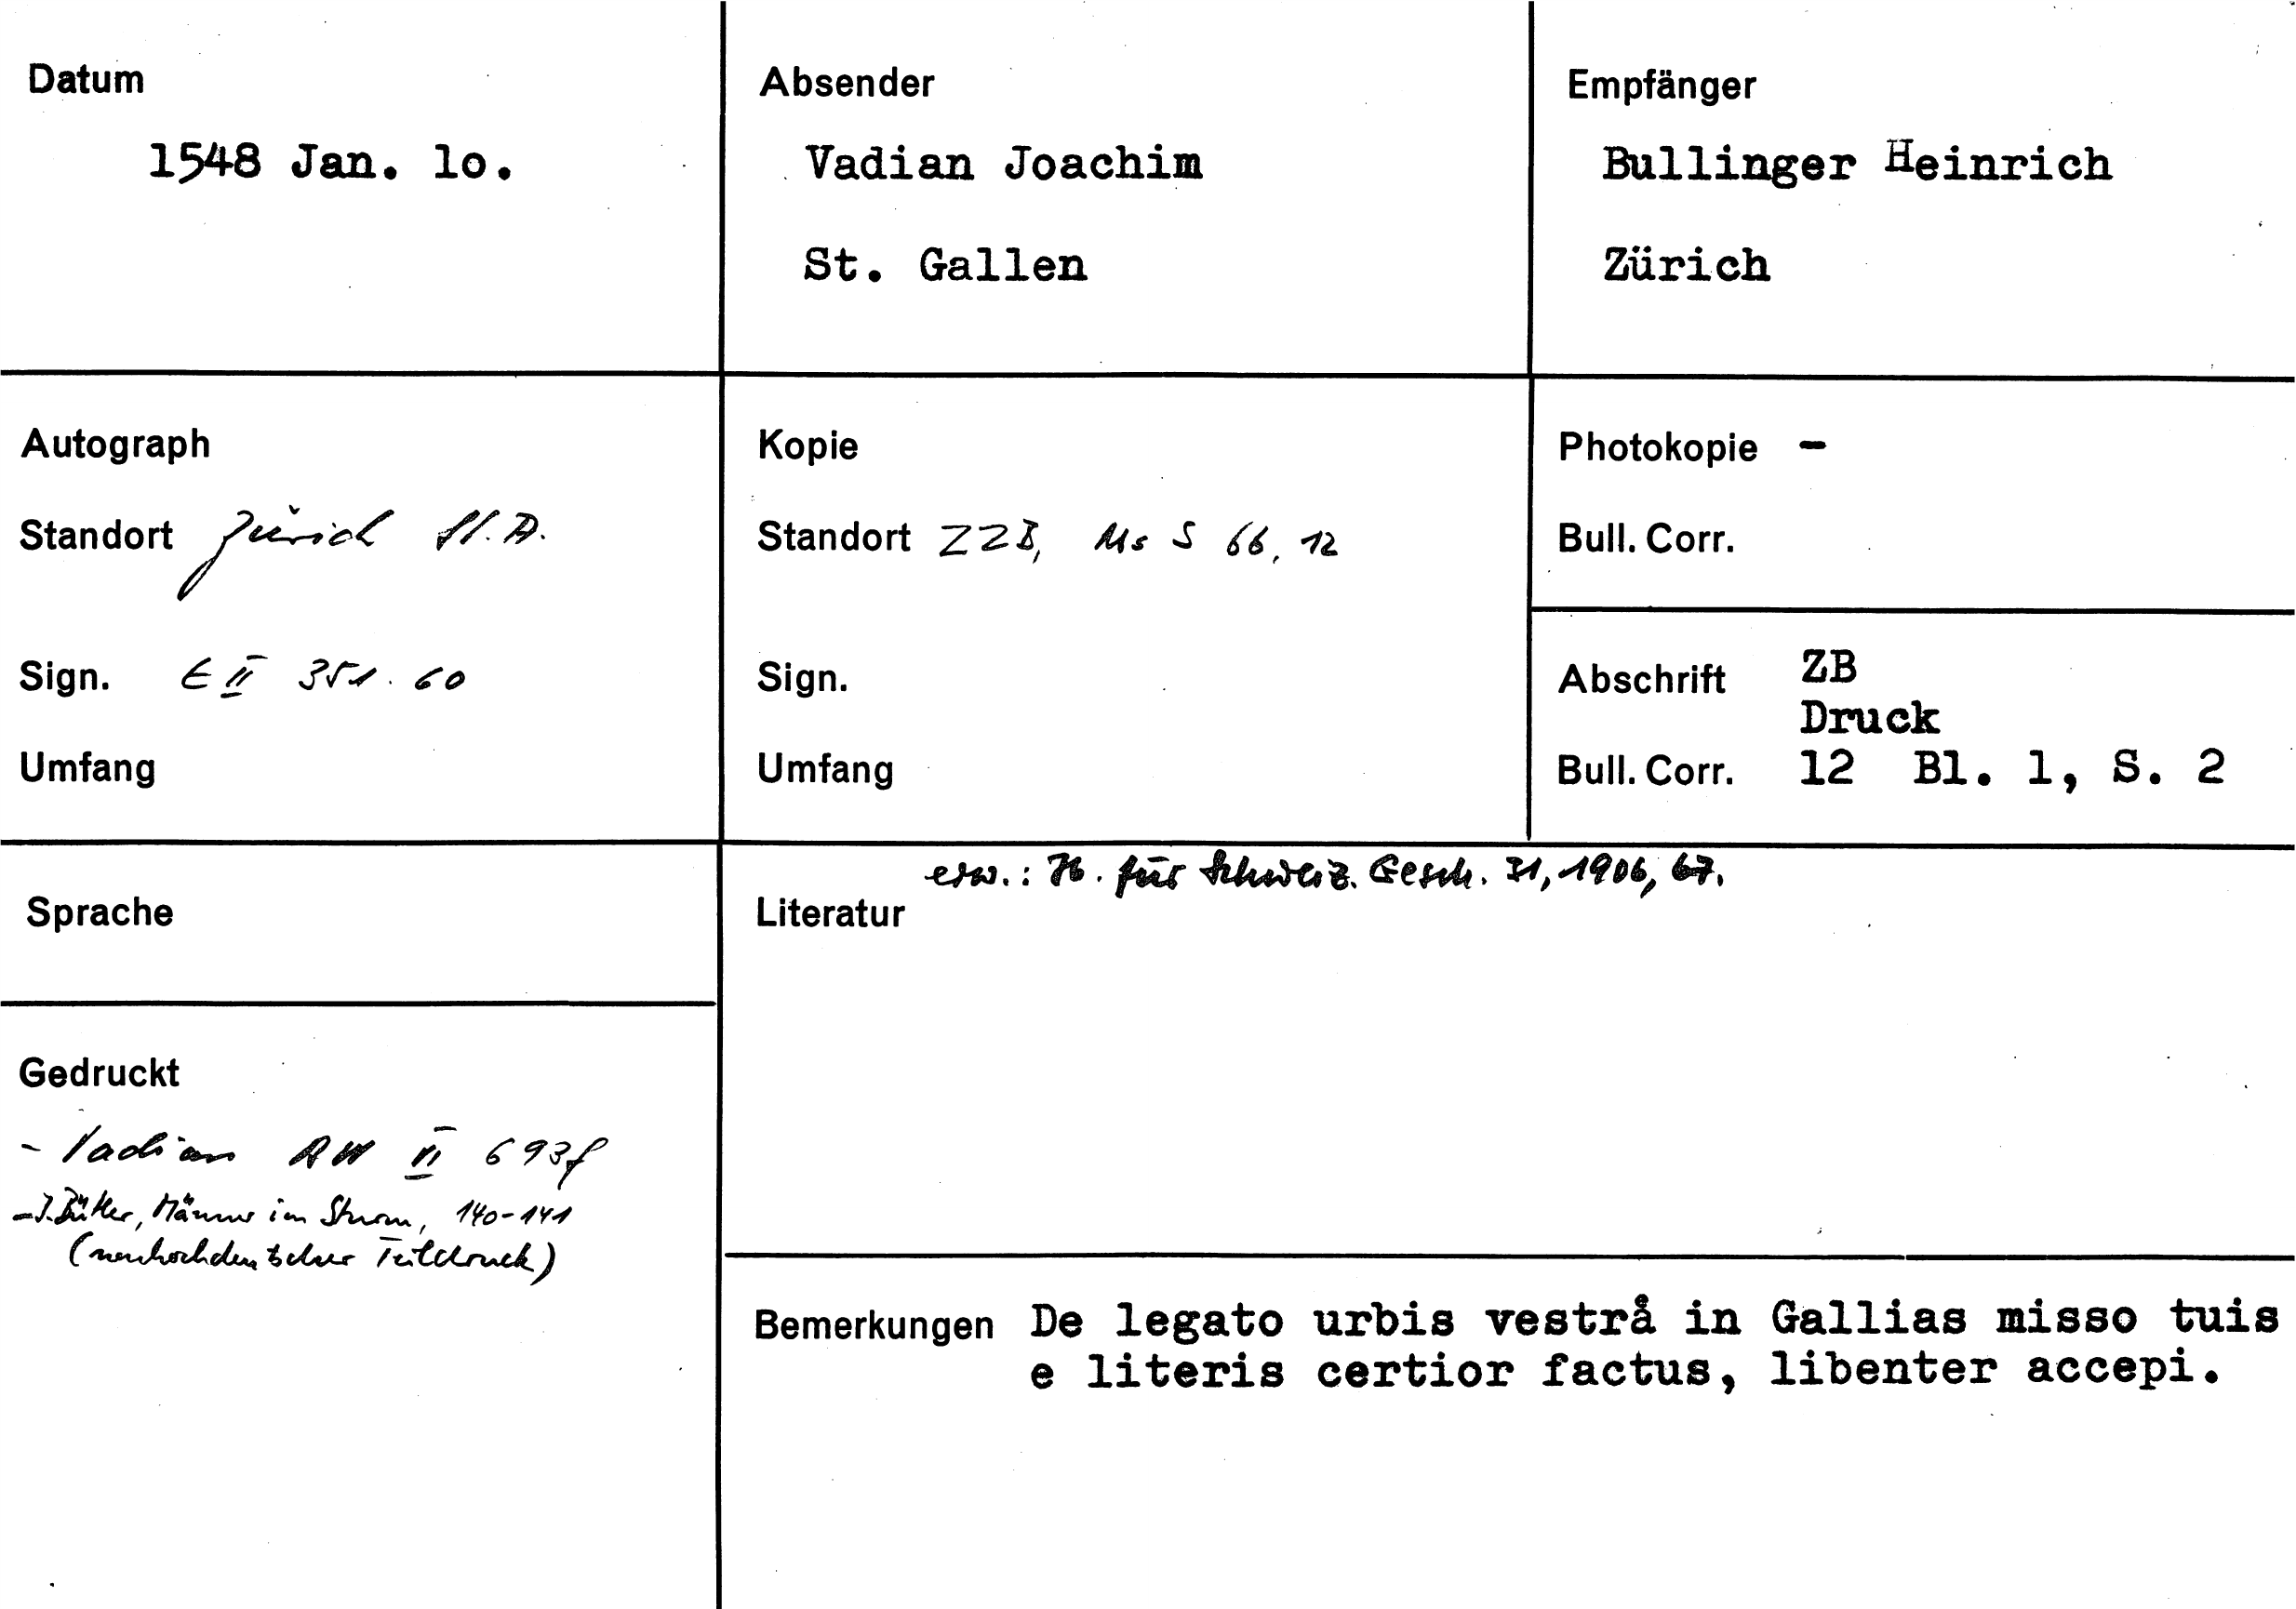 Datum
1548 Jan. lo.
Absender
Vadian Joachim
St. Gallen
Empfänger
Bullinger Heinrich
Zürich
Autograph
Standort Zürich St. A.
Sign. E II 351. 60
Umfang
Kopie
Standort ZZB, Ms S 66, 12
Sign.
Umfang
Photokopie -
Bull. Corr.
Abschrift ZB
Druck
Bull. Corr. 12 Bl. 1, S. 2
Sprache
Gedruckt
- Vadian BW VI 693f
- J. Bütler, Männer im Sturm, 140-141
(neuhochdeutscher Teildruck)
erw.: Jb. für Schweiz. Gesch. 31, 1906, 67.
Literatur
Bemerkungen De legato urbis vestrå in Gallias misso tuis
e literis certior factus, libenter accepi.